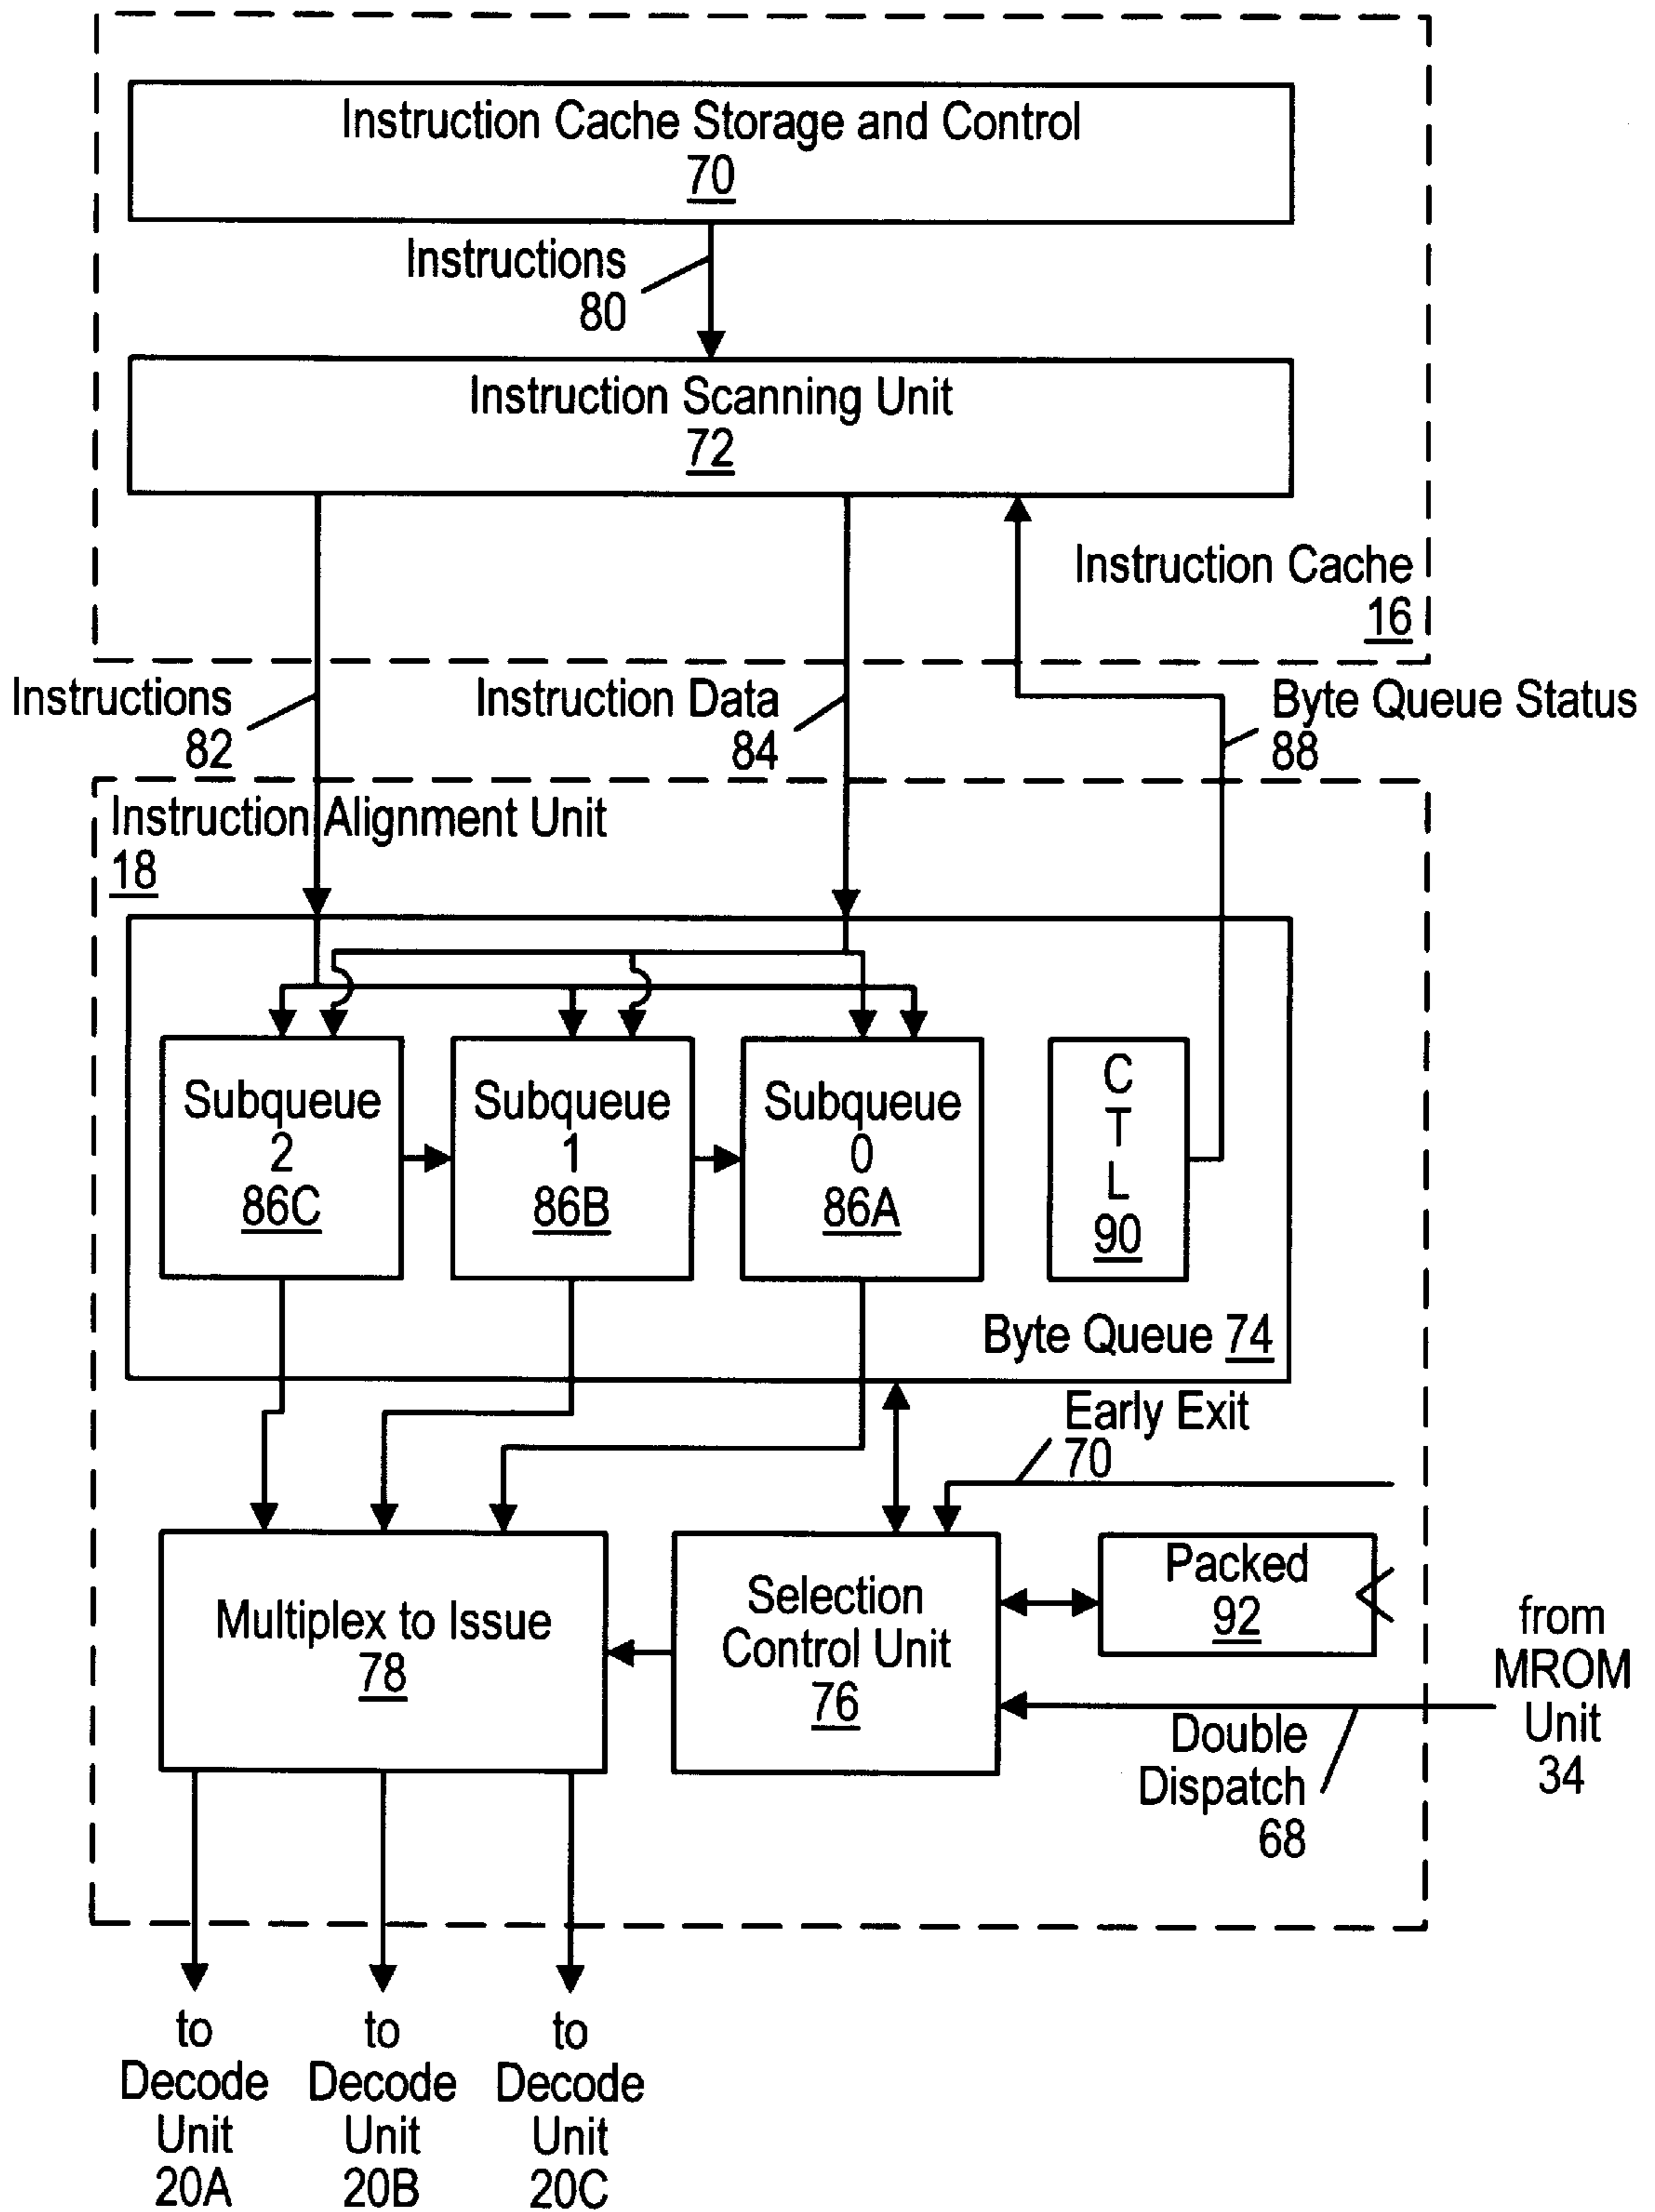 Instruction Cache Storage and Control
70
Instructions
80
Instruction Scanning Unit
72
Instruction Cache
16
Instructions
82
Instruction Data
84
Byte Queue Status
88
Instruction Alignment Unit
18
Subqueue
2
86C
Subqueue
1
86B
Subqueue
0
86A
C
T
L
90
Byte Queue 74
Early Exit
70
Multiplex to Issue
78
Selection
Control Unit
76
Packed
92
from
MROM
Unit
34
Double
Dispatch
68
to
Decode
Unit
20A
to
Decode
Unit
20B
to
Decode
Unit
20C